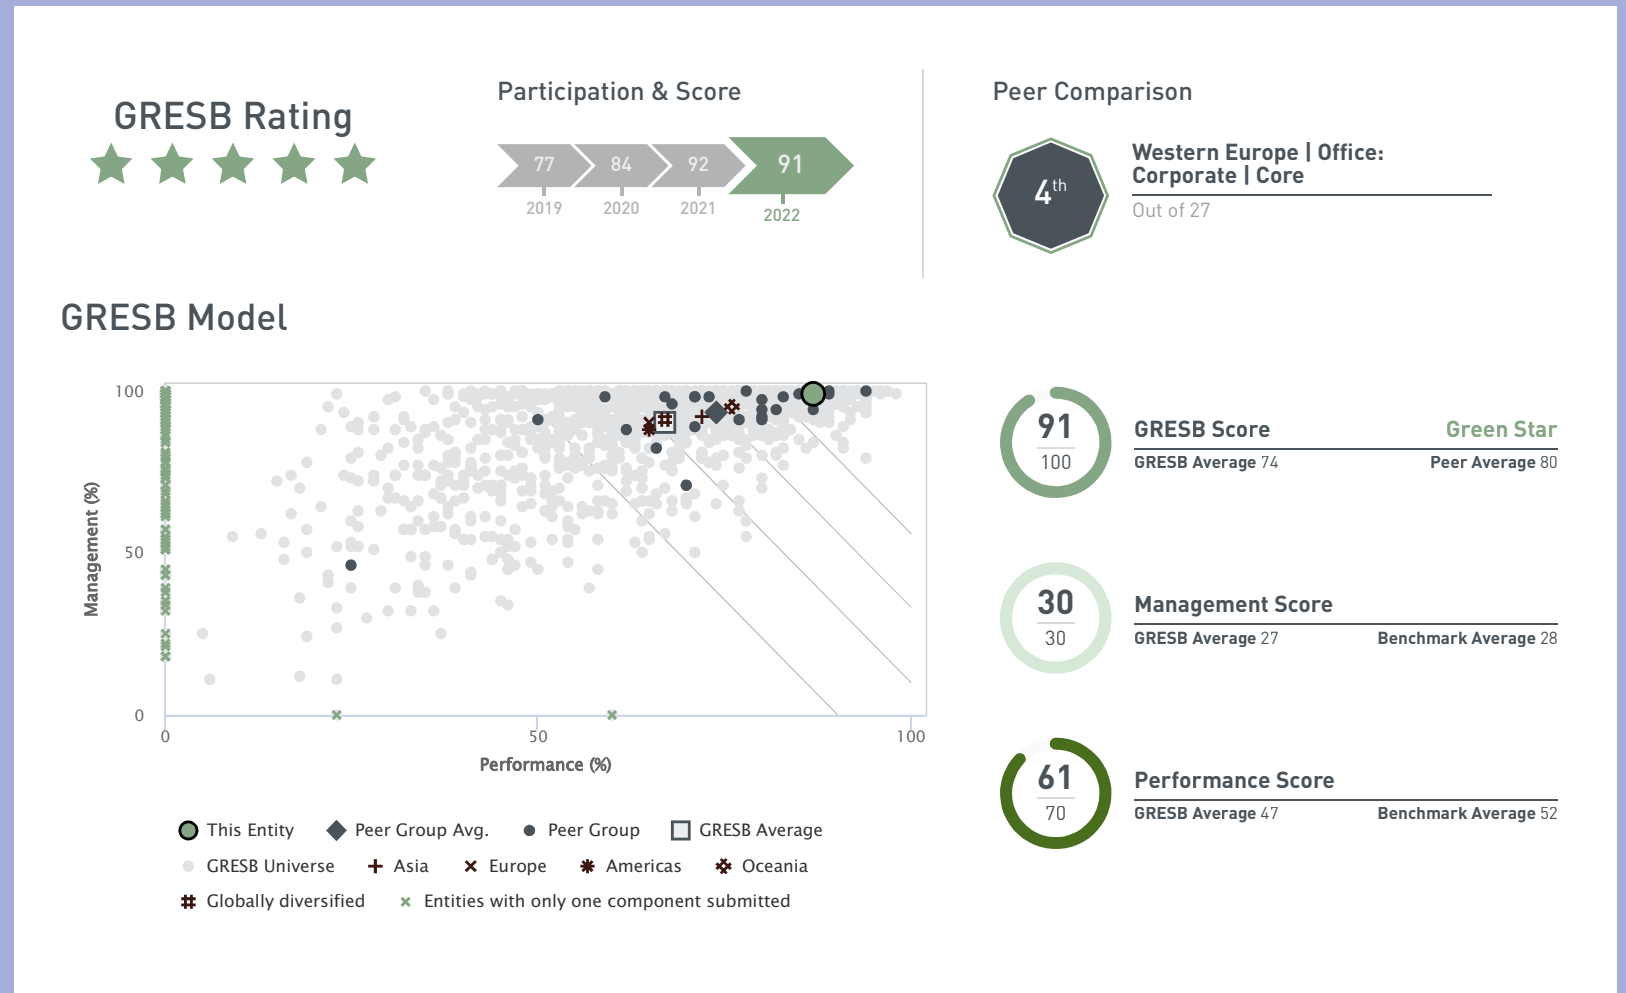 GRESB Rating
Participation & Score
77
84
92
91
2019
2020
2021
2022
Peer Comparison
4th
Western Europe | Office:
Corporate | Core
Out of 27
GRESB Model
100
50
0
Management (%)
0
50
100
Performance (%)
This Entity
Peer Group Avg.
Peer Group
GRESB Average
GRESB Universe
Asia
Europe
Americas
Oceania
Globally diversified
Entities with only one component submitted
91
100
GRESB Score
Green Star
GRESB Average 74
Peer Average 80
30
30
Management Score
GRESB Average 27
Benchmark Average 28
61
70
Performance Score
GRESB Average 47
Benchmark Average 52